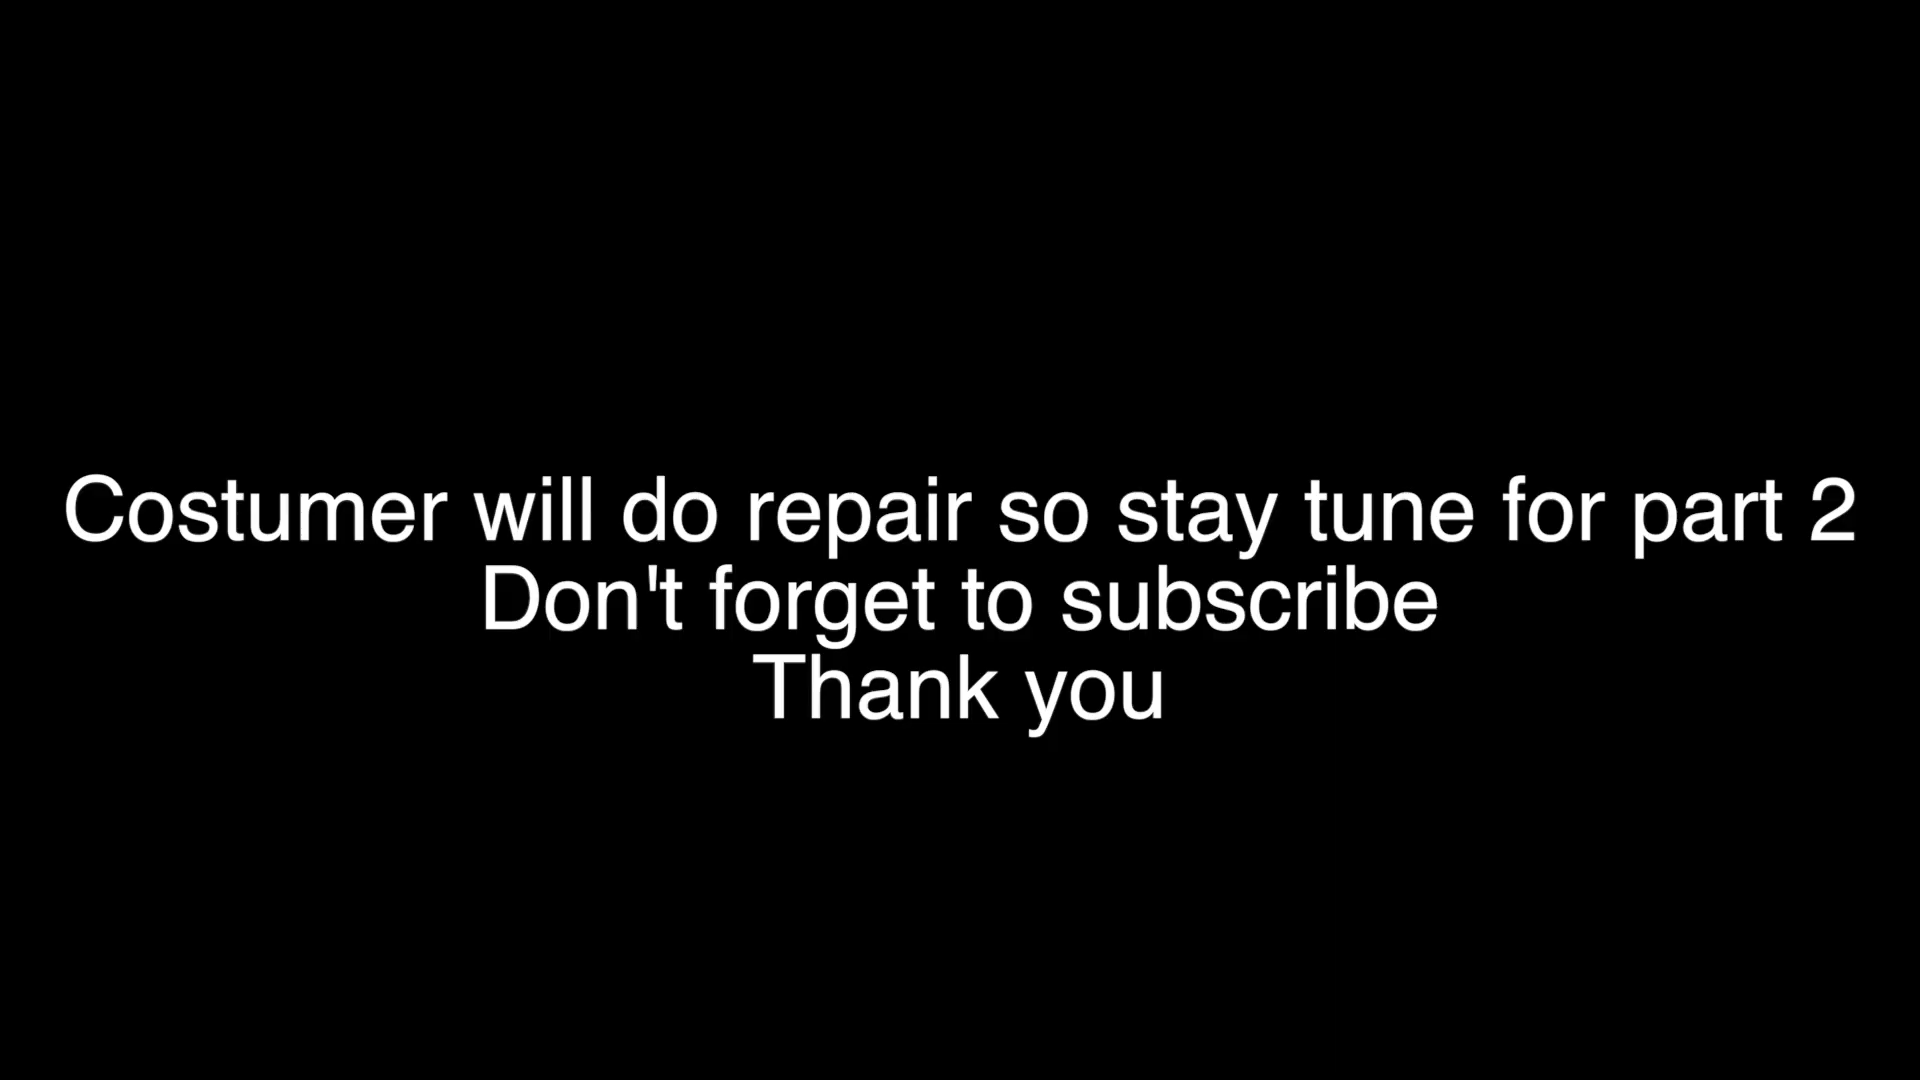 Costumer will do repair so stay tune for part 2
Don't forget to subscribe
Thank you